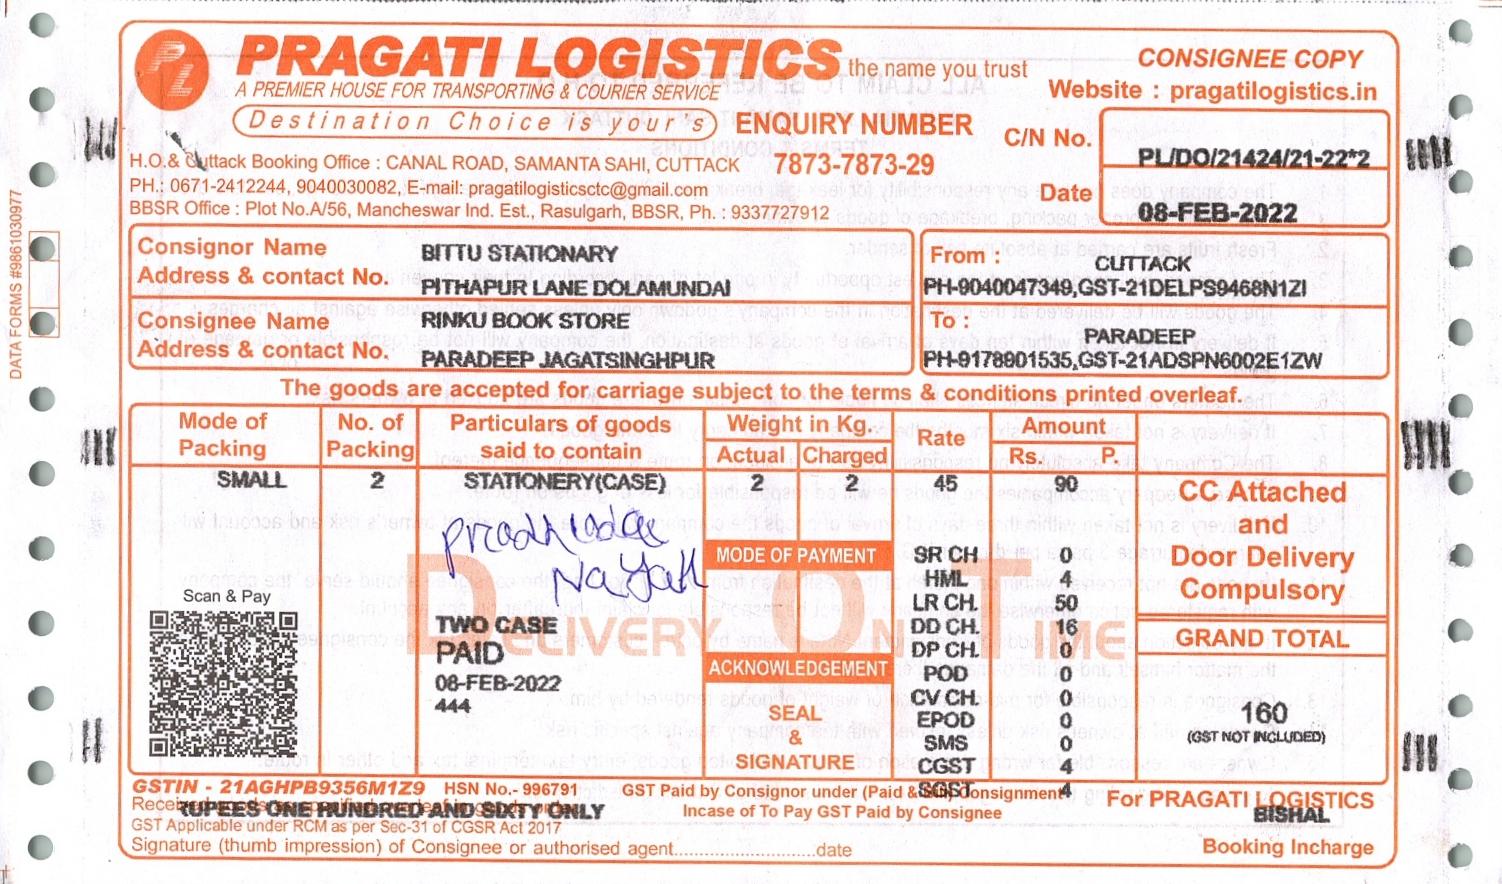 PRAGATI LOGISTICS the name you trust
A PREMIER HOUSE FOR TRANSPORTING & COURIER SERVICE
Destination Choice is your's
CONSIGNEE COPY
Website : pragatilogistics.in
ENQUIRY NUMBER
7873-7873-29
C/N No. PL/DO/21424/21-22*2
Date 08-FEB-2022
H.O.& Cuttack Booking Office : CANAL ROAD, SAMANTA SAHI, CUTTACK
PH.: 0671-2412244, 9040030082, E-mail: pragatilogisticsctc@gmail.com
BBSR Office : Plot No.A/56, Mancheswar Ind. Est., Rasulgarh, BBSR, Ph. : 9337727912
DATA FORMS #9861030977
Consignor Name BITTU STATIONARY
Address & contact No. PITHAPUR LANE DOLAMUNDAI
From : CUTTACK
PH-9040047349,GST-21DELPS9468N1ZI
Consignee Name RINKU BOOK STORE
Address & contact No. PARADEEP JAGATSINGHPUR
To : PARADEEP
PH-9178901535,GST-21ADSPN6002E1ZW
The goods are accepted for carriage subject to the terms & conditions printed overleaf.
Mode of Packing
No. of Packing
Particulars of goods said to contain
Weight in Kg.
Actual Charged
Rate
Amount
Rs. P.
SMALL 2 STATIONERY(CASE) 2 2 45 90
CC Attached
and
Door Delivery
Compulsory
MODE OF PAYMENT
SR CH 0
HML 4
LR CH 50
DD CH. 16
DP CH. 0
POD 0
CV CH. 0
EPOD 0
SMS 0
CGST 4
SGST 4
Scan & Pay
DELIVERY ON TIME
TWO CASE
PAID
08-FEB-2022
444
ACKNOWLEDGEMENT
SEAL
&
SIGNATURE
GRAND TOTAL
160
(GST NOT INCLUDED)
GSTIN - 21AGHPB9356M1Z9 HSN No.- 996791
GST Paid by Consignor under (Paid & consignment
Incase of To Pay GST Paid by Consignee
RUPEES ONE HUNDRED AND SIXTY ONLY
GST Applicable under RCM as per Sec-31 of CGSR Act 2017
Signature (thumb impression) of Consignee or authorised agent..............................date
For PRAGATI LOGISTICS
BISHAL
Booking Incharge